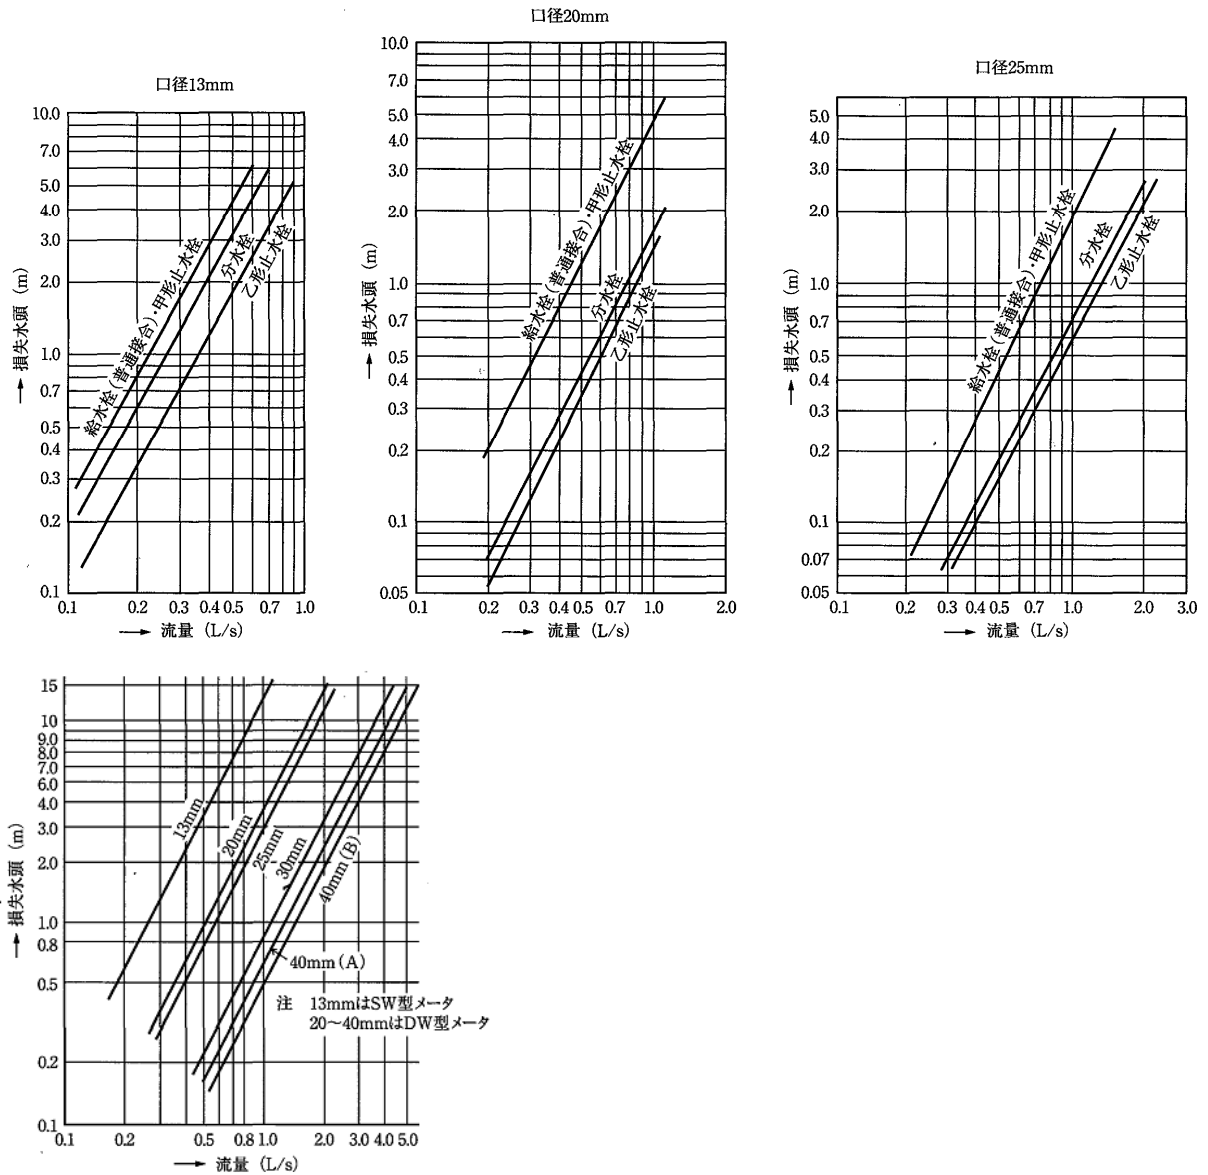 口径13mm
10.0
7.0
5.0
4.0
3.0
2.0
1.0
0.7
0.5
0.4
0.3
0.2
0.1
0.1 0.2 0.3 0.4 0.5 0.7 1.0
損失水頭 (m)
流量 (L/s)
給水栓(普通接合)・甲形止水栓
分水栓
乙形止水栓
口径20mm
10.0
7.0
5.0
4.0
3.0
2.0
1.0
0.7
0.5
0.4
0.3
0.2
0.1
0.05
0.1 0.2 0.3 0.4 0.5 0.7 1.0 2.0
損失水頭 (m)
流量 (L/s)
給水栓(普通接合)・甲形止水栓
分水栓
乙形止水栓
口径25mm
5.0
4.0
3.0
2.0
1.0
0.7
0.5
0.4
0.3
0.2
0.1
0.07
0.05
0.1 0.2 0.3 0.4 0.5 0.7 1.0 2.0 3.0
損失水頭 (m)
流量 (L/s)
給水栓(普通接合)・甲形止水栓
分水栓
乙形止水栓
15
10
9.0
8.0
7.0
6.0
5.0
4.0
3.0
2.0
1.0
0.8
0.5
0.2
0.1
0.1 0.2 0.5 0.8 1.0 2.0 3.0 4.0 5.0
損失水頭 (m)
流量 (L/s)
13mm
20mm
25mm
30mm
40mm(B)
40mm(A)
注 13mmはSW型メータ
20～40mmはDW型メータ